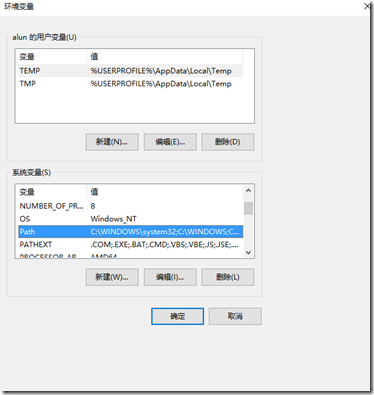 环境变量
alun 的用户变量(U)
变量 值
TEMP %USERPROFILE%\AppData\Local\Temp
TMP %USERPROFILE%\AppData\Local\Temp
新建(N)... 编辑(E)... 删除(D)
系统变量(S)
变量 值
NUMBER_OF_PR... 8
OS Windows_NT
Path C:\WINDOWS\system32;C:\WINDOWS;C...
PATHEXT .COM;.EXE;.BAT;.CMD;.VBS;.VBE;.JS;.JSE;...
PROCESSOR_AR... AMD64
新建(W)... 编辑(I)... 删除(L)
确定 取消